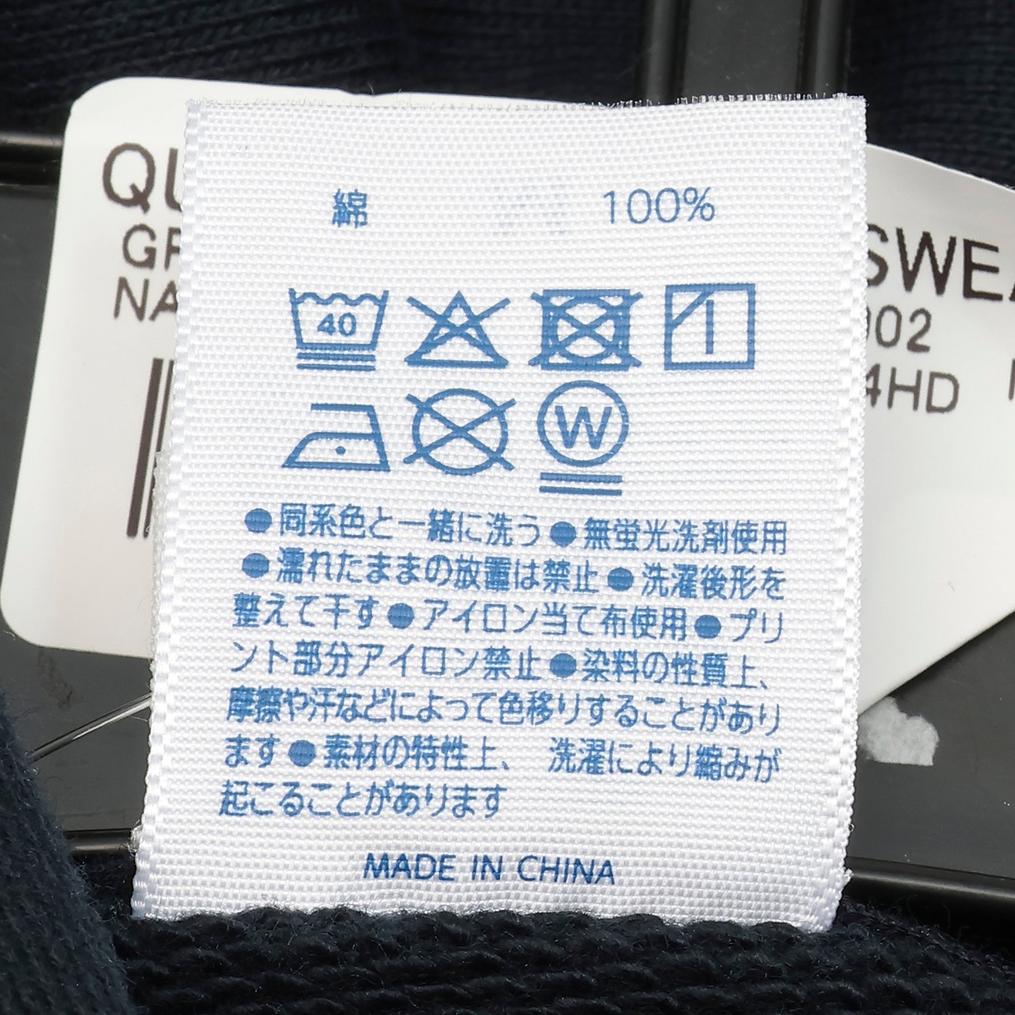 綿 100%
40
W
●同系色と一緒に洗う●無蛍光洗剤使用
●濡れたままの放置は禁止●洗濯後形を
整えて干す●アイロン当て布使用●プリ
ント部分アイロン禁止●染料の性質上、
摩擦や汗などによって色移りすることがあり
ます●素材の特性上、 洗濯により縮みが
起こることがあります
MADE IN CHINA
SWEA
002
4HD
NA